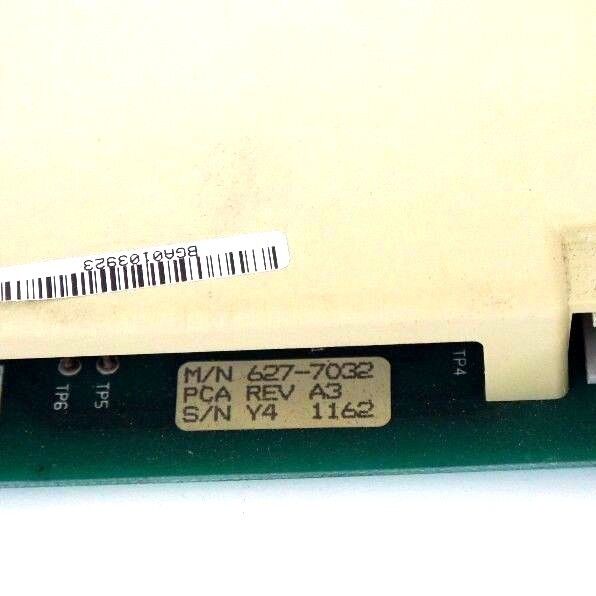 BGA0103923
M/N 627-7032
PCA REV A3
S/N Y4 1162
TP6
TP5
TP4